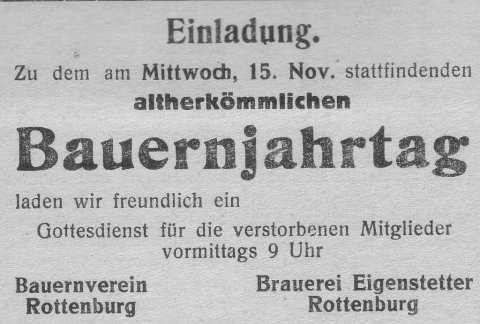 Einladung.
Zu dem am Mittwoch, 15. Nov. stattfindenden
altherkömmlichen
Bauernjahrtag
laden wir freundlich ein
Gottesdienst für die verstorbenen Mitglieder
vormittags 9 Uhr
Bauernverein Brauerei Eigenstetter
Rottenburg Rottenburg